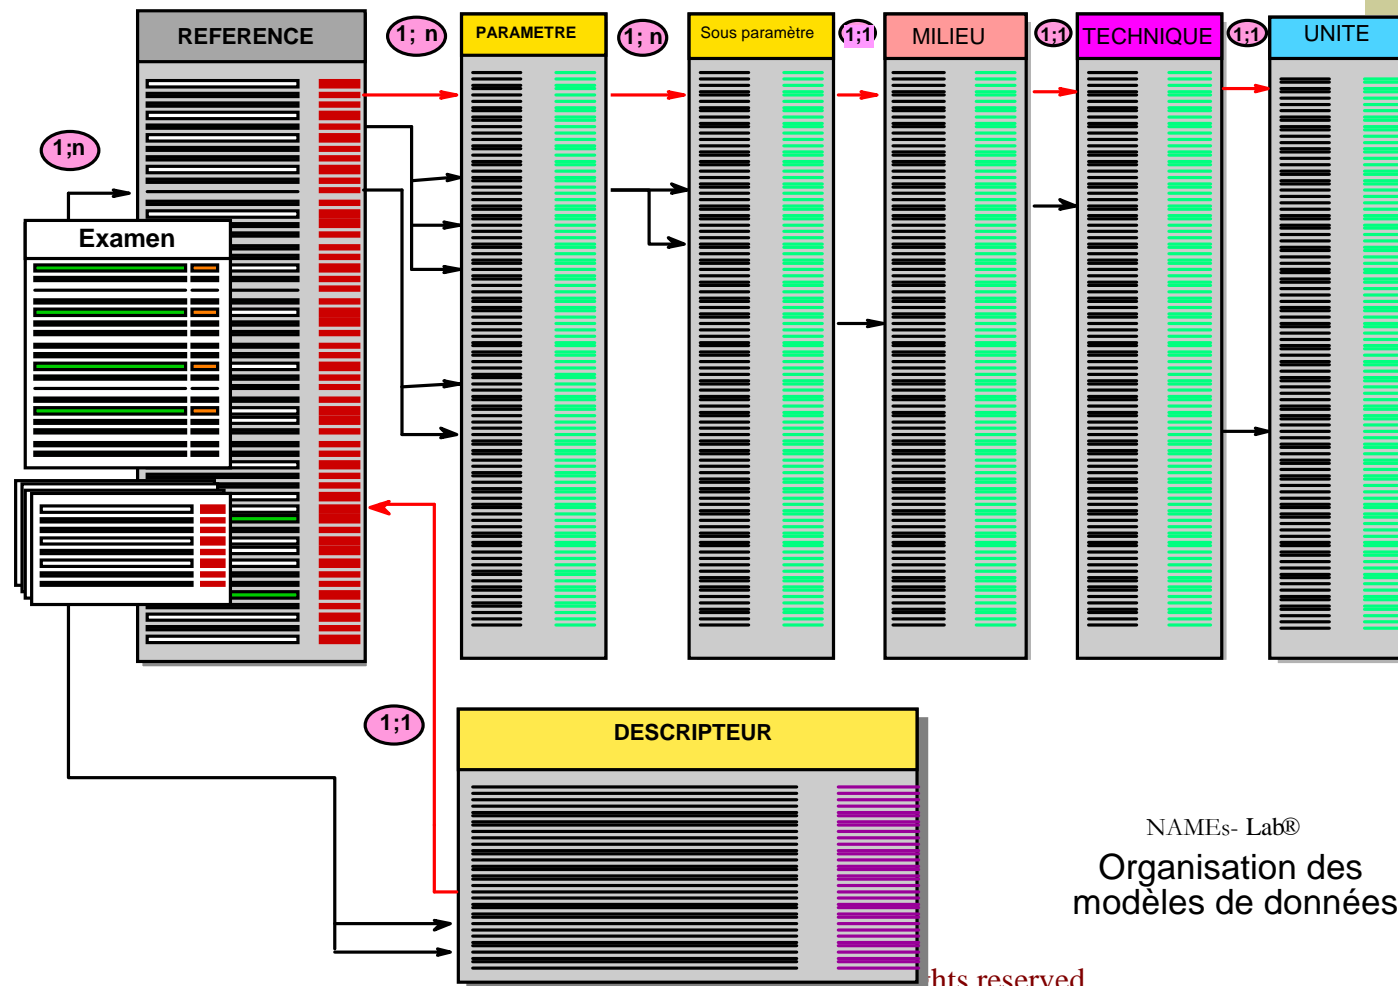 REFERENCE
1; n
PARAMETRE
1; n
Sous paramètre
1;1
MILIEU
1;1
TECHNIQUE
1;1
UNITE
1;n
Examen
1;1
DESCRIPTEUR
NAMEs- Lab®
Organisation des
modèles de données
reserved